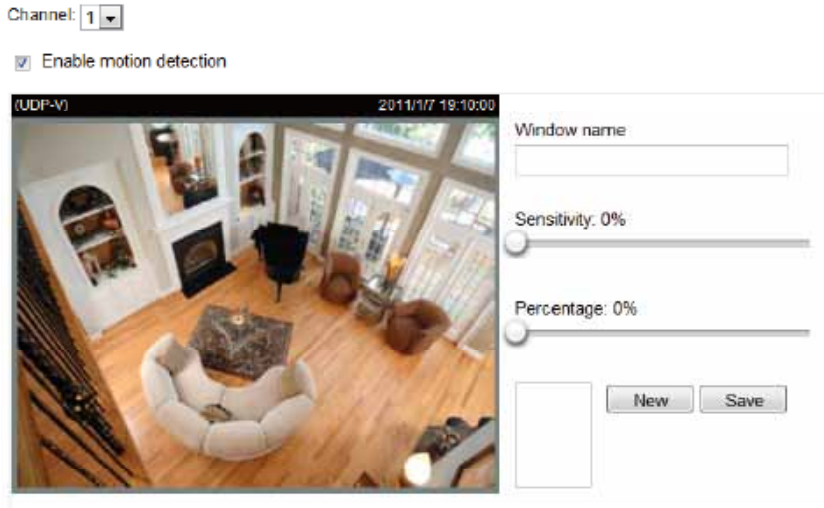 Channel: 1
Enable motion detection
(UDP-V) 2011/1/7 19:10:00
Window name
Sensitivity: 0%
Percentage: 0%
New Save